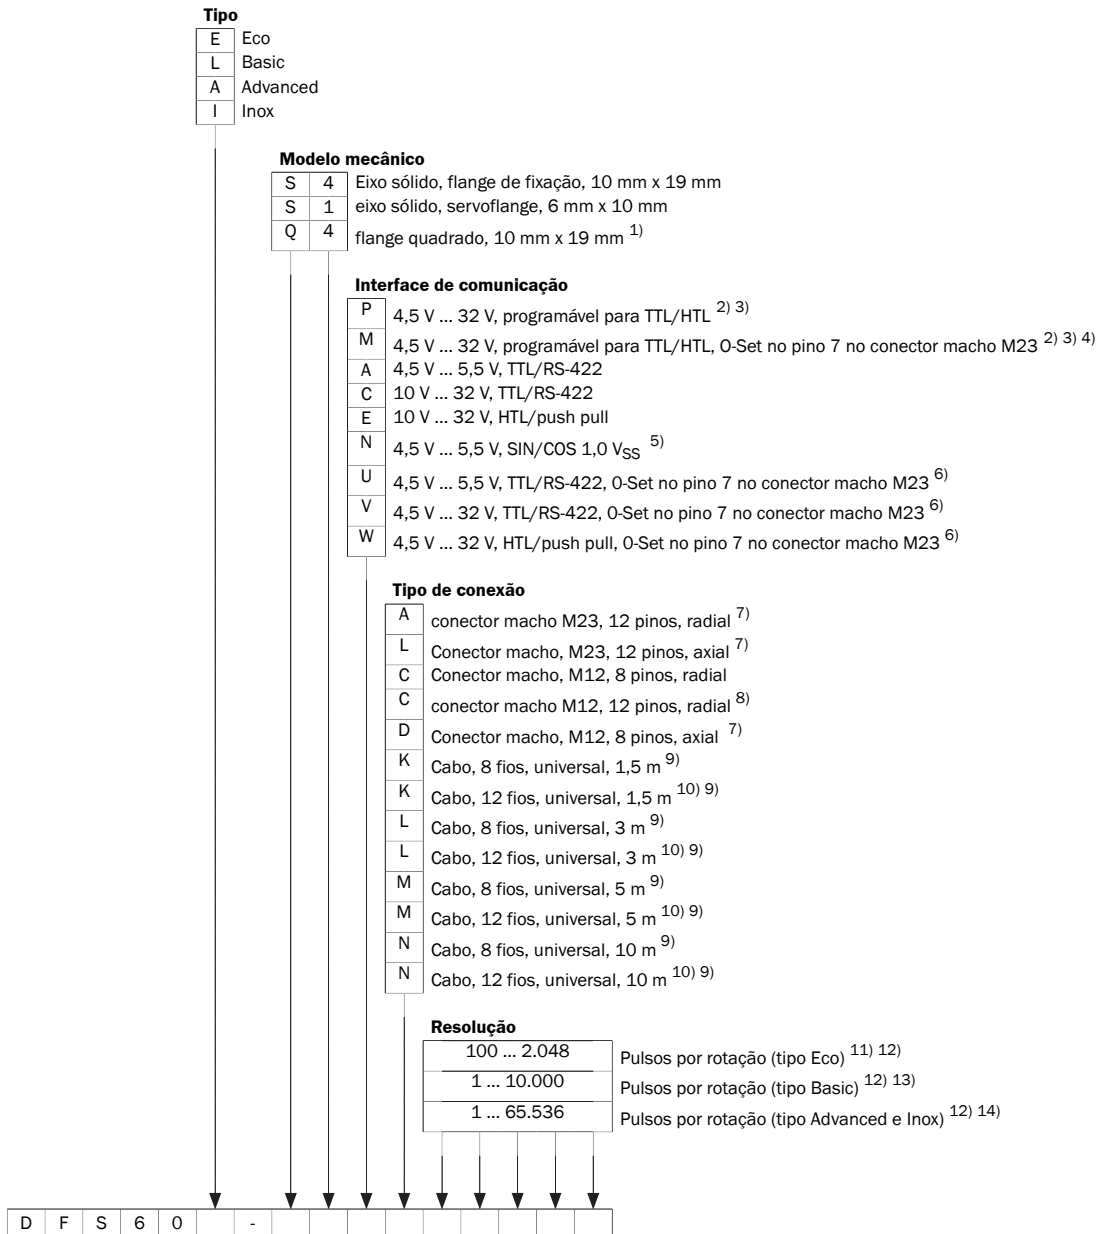 Tipo
E Eco
L Basic
A Advanced
I Inox
Modelo mecânico
S 4 Eixo sólido, flange de fixação, 10 mm x 19 mm
S 1 eixo sólido, servoflange, 6 mm x 10 mm
Q 4 flange quadrado, 10 mm x 19 mm 1)
Interface de comunicação
P 4,5 V ... 32 V, programável para TTL/HTL 2) 3)
M 4,5 V ... 32 V, programável para TTL/HTL, 0-Set no pino 7 no conector macho M23 2) 3) 4)
A 4,5 V ... 5,5 V, TTL/RS-422
C 10 V ... 32 V, TTL/RS-422
E 10 V ... 32 V, HTL/push pull
N 4,5 V ... 5,5 V, SIN/COS 1,0 VSS 5)
U 4,5 V ... 5,5 V, TTL/RS-422, 0-Set no pino 7 no conector macho M23 6)
V 4,5 V ... 32 V, TTL/RS-422, 0-Set no pino 7 no conector macho M23 6)
W 4,5 V ... 32 V, HTL/push pull, 0-Set no pino 7 no conector macho M23 6)
Tipo de conexão
A conector macho M23, 12 pinos, radial 7)
L Conector macho, M23, 12 pinos, axial 7)
C Conector macho, M12, 8 pinos, radial
C conector macho M12, 12 pinos, radial 8)
D Conector macho, M12, 8 pinos, axial 7)
K Cabo, 8 fios, universal, 1,5 m 9)
K Cabo, 12 fios, universal, 1,5 m 10) 9)
L Cabo, 8 fios, universal, 3 m 9)
L Cabo, 12 fios, universal, 3 m 10) 9)
M Cabo, 8 fios, universal, 5 m 9)
M Cabo, 12 fios, universal, 5 m 10) 9)
N Cabo, 8 fios, universal, 10 m 9)
N Cabo, 12 fios, universal, 10 m 10) 9)
Resolução
100 ... 2.048 Pulsos por rotação (tipo Eco) 11) 12)
1 ... 10.000 Pulsos por rotação (tipo Basic) 12) 13)
1 ... 65.536 Pulsos por rotação (tipo Advanced e Inox) 12) 14)
D F S 6 0 -